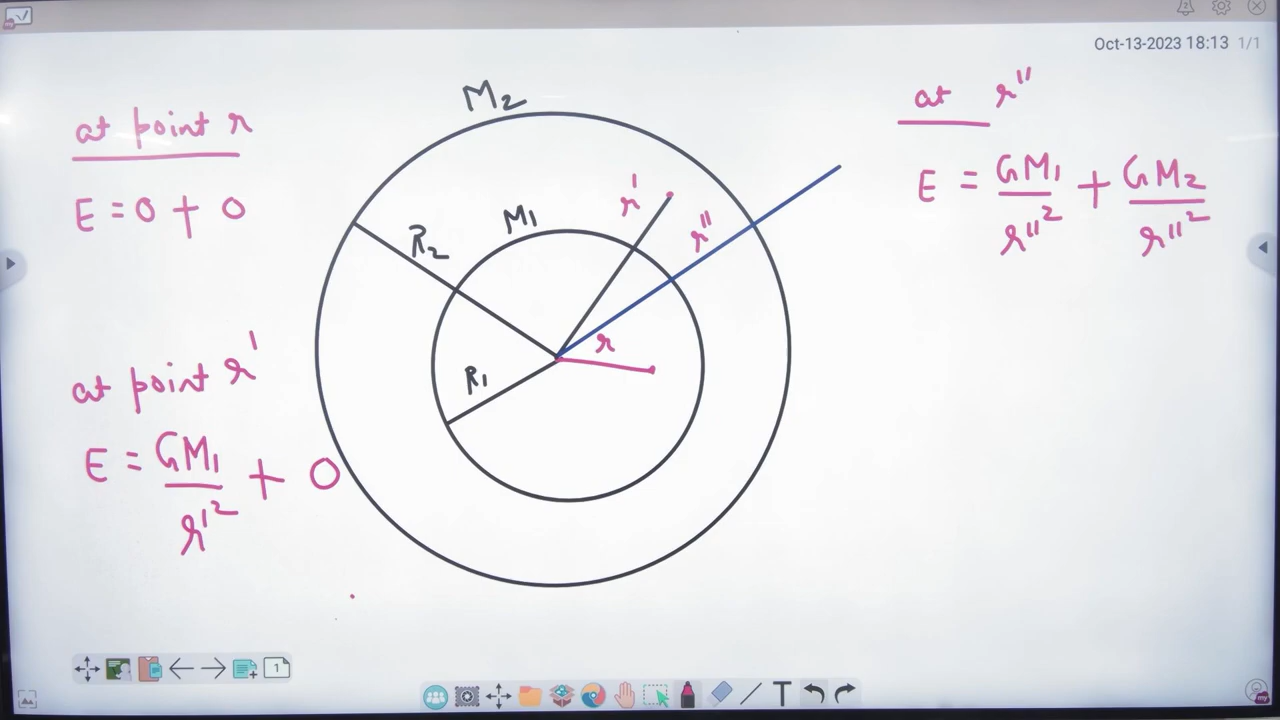 Oct-13-2023 18:13 1/1
at point r
E = 0 + 0
at point r'
E = GM₁/r'² + 0
M₂
R₂
M₁
R₁
r'
r''
r
at r''
E = GM₁/r''² + GM₂/r''²
1
T